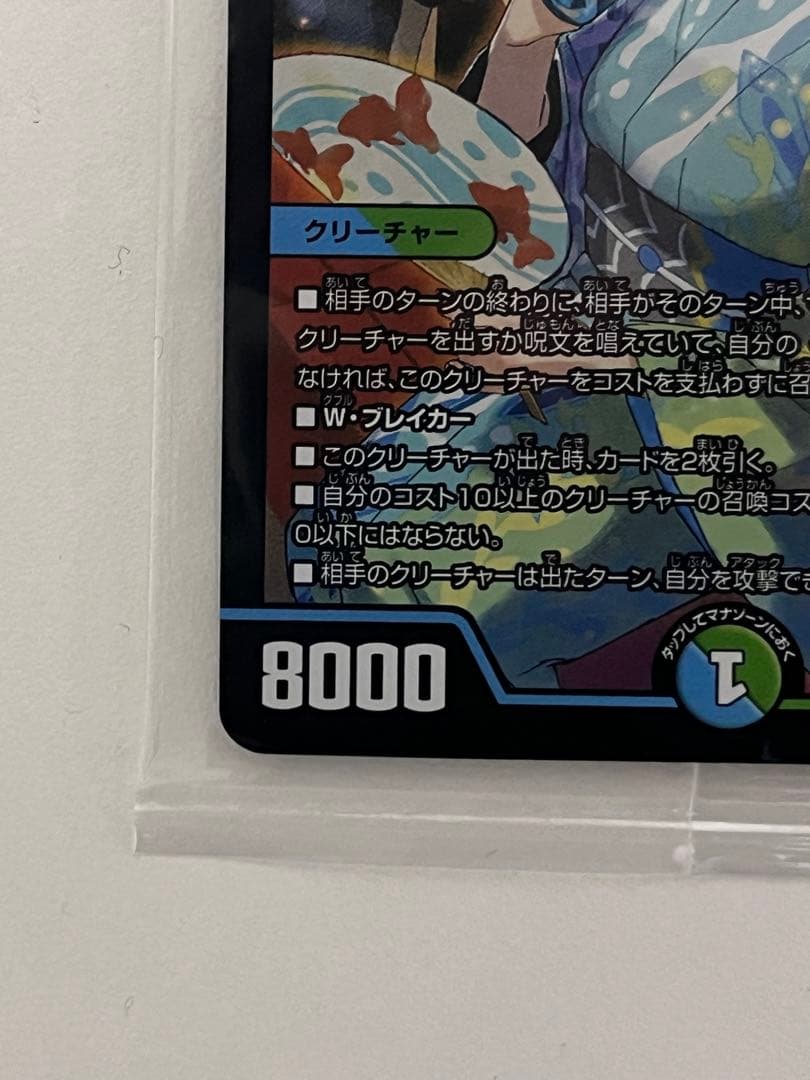 クリーチャー
■相手のターンの終わりに、相手がそのターン中、
クリーチャーを出すか呪文を唱えていて、自分の
なければ、このクリーチャーをコストを支払わずに召
■W・ブレイカー
■このクリーチャーが出た時、カードを2枚引く。
■自分のコスト10以上のクリーチャーの召喚コス
0以下にはならない。
■相手のクリーチャーは出たターン、自分を攻撃でき
8000
タップしてマナゾーンにおく
1